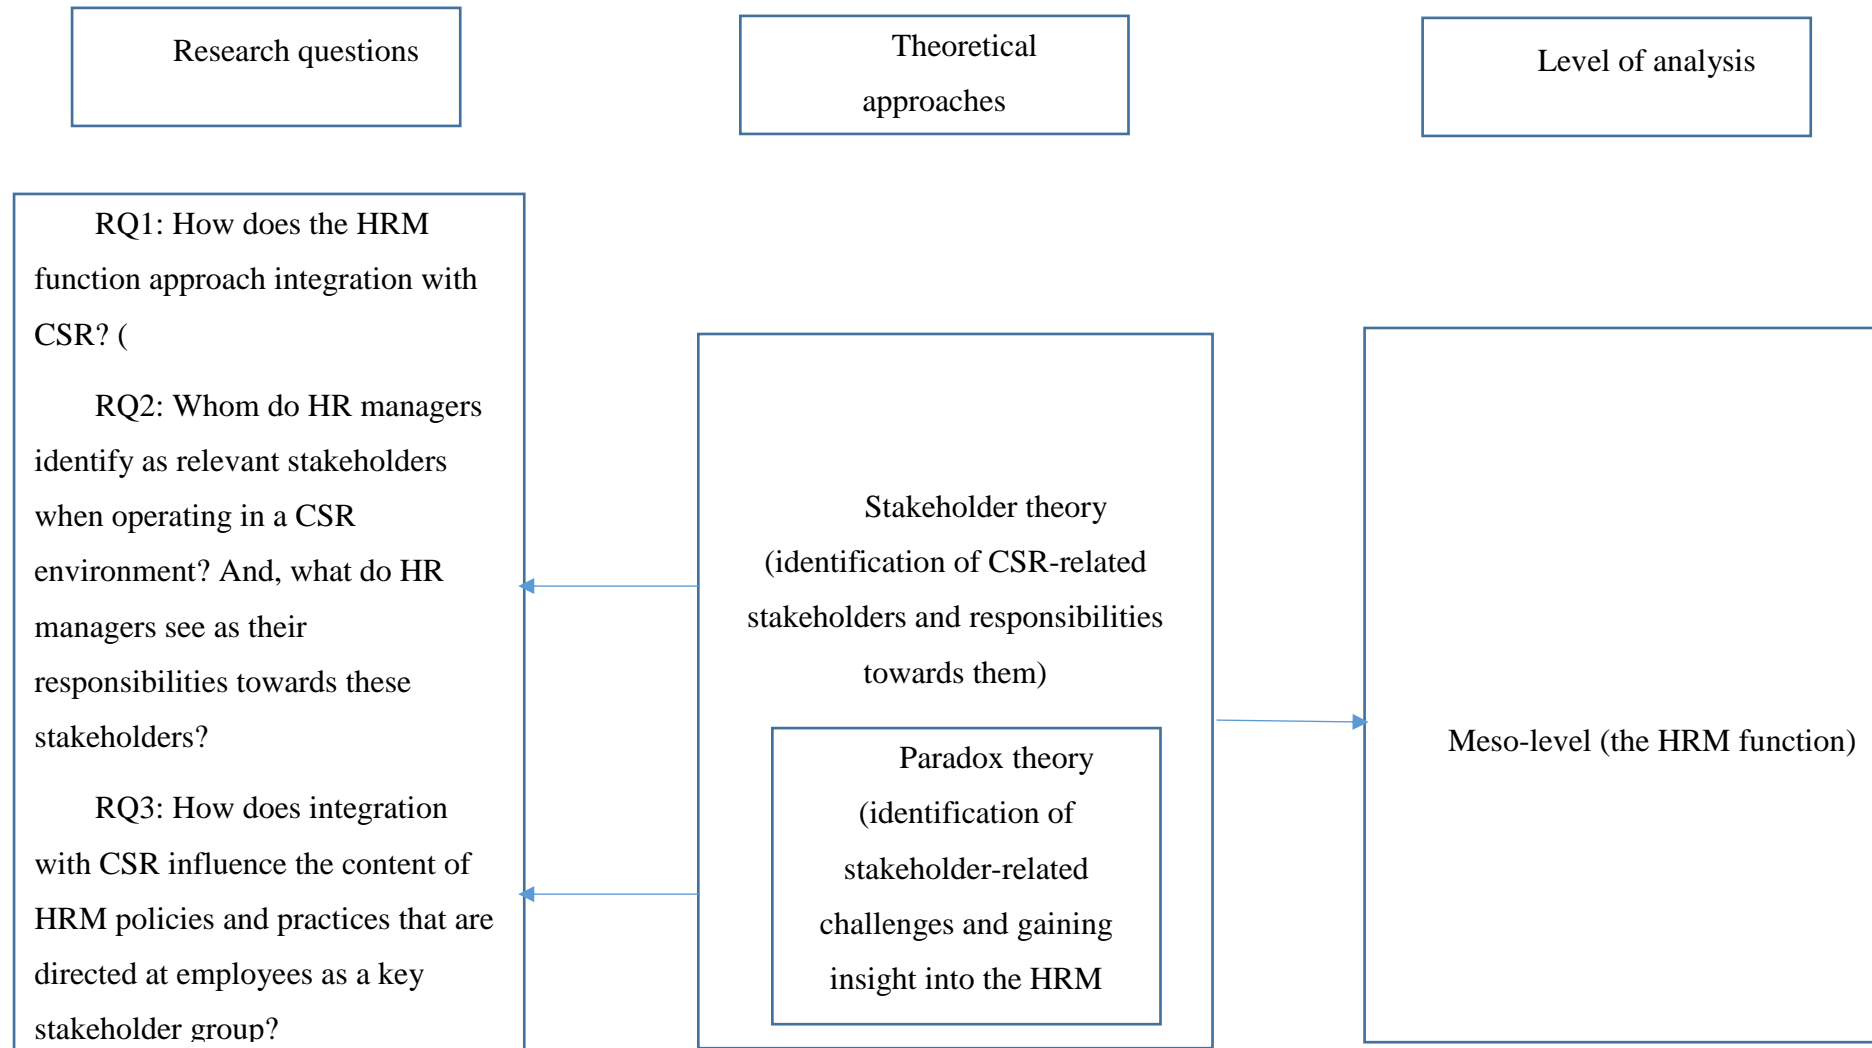 Research questions
Theoretical
approaches
Level of analysis
RQ1: How does the HRM
function approach integration with
CSR? (
RQ2: Whom do HR managers
identify as relevant stakeholders
when operating in a CSR
environment? And, what do HR
managers see as their
responsibilities towards these
stakeholders?
RQ3: How does integration
with CSR influence the content of
HRM policies and practices that are
directed at employees as a key
stakeholder group?
Stakeholder theory
(identification of CSR-related
stakeholders and responsibilities
towards them)
Paradox theory
(identification of
stakeholder-related
challenges and gaining
insight into the HRM
Meso-level (the HRM function)